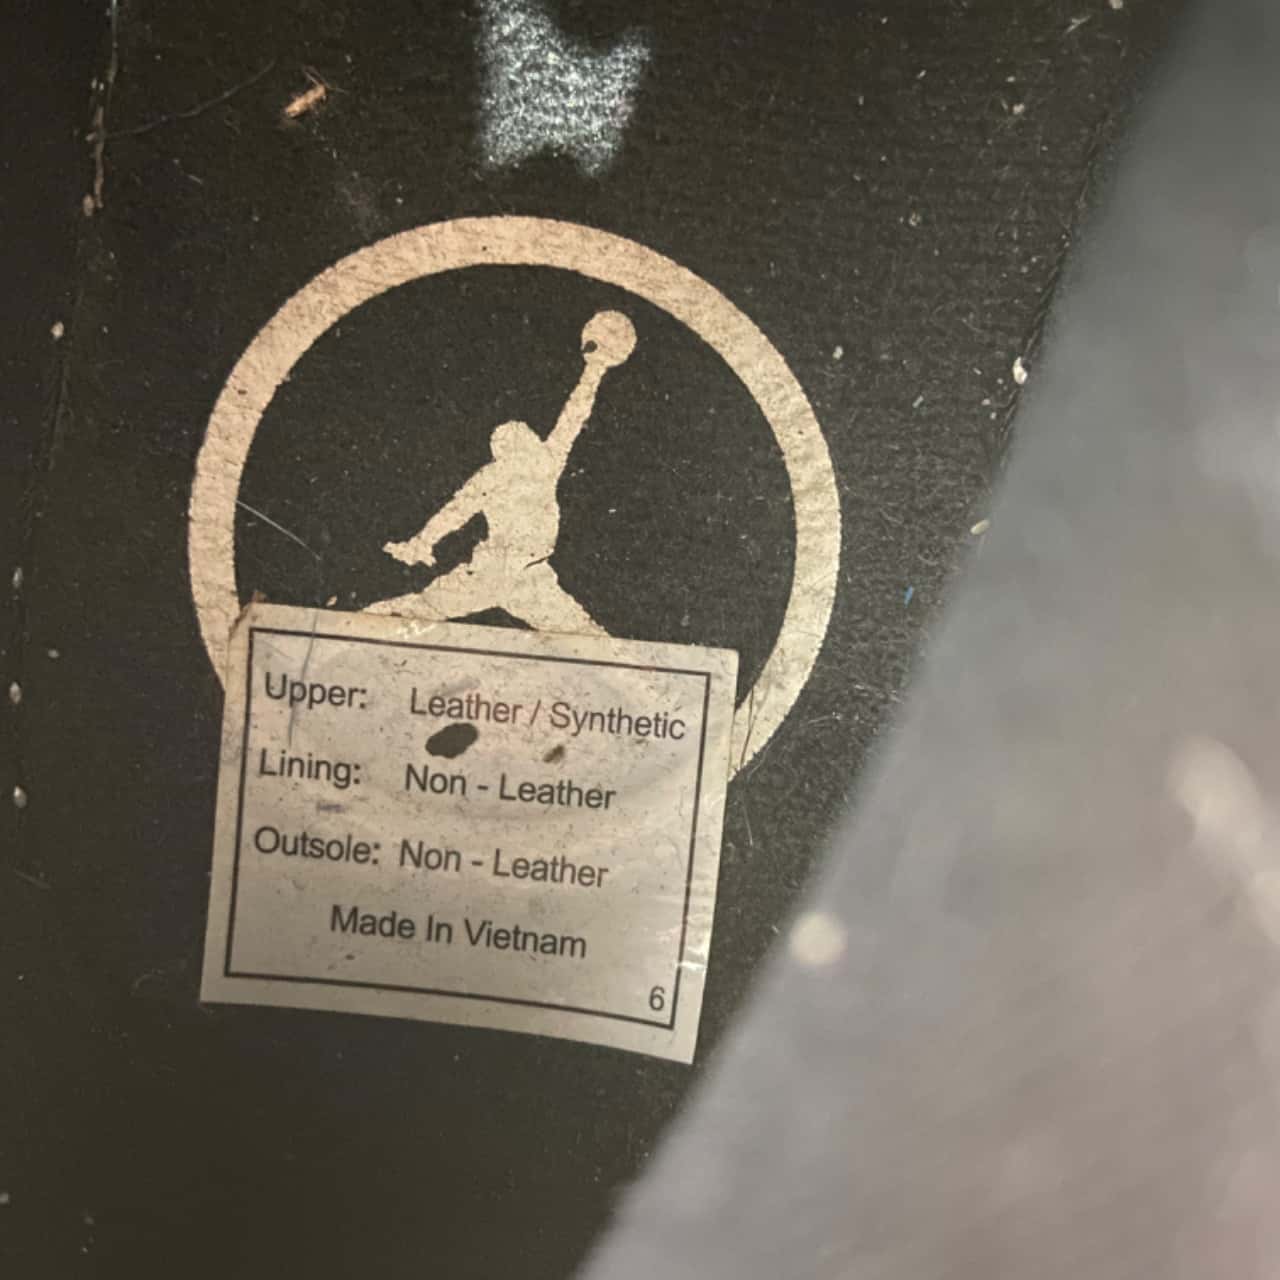 Upper: Leather / Synthetic
Lining: Non - Leather
Outsole: Non - Leather
Made In Vietnam
6